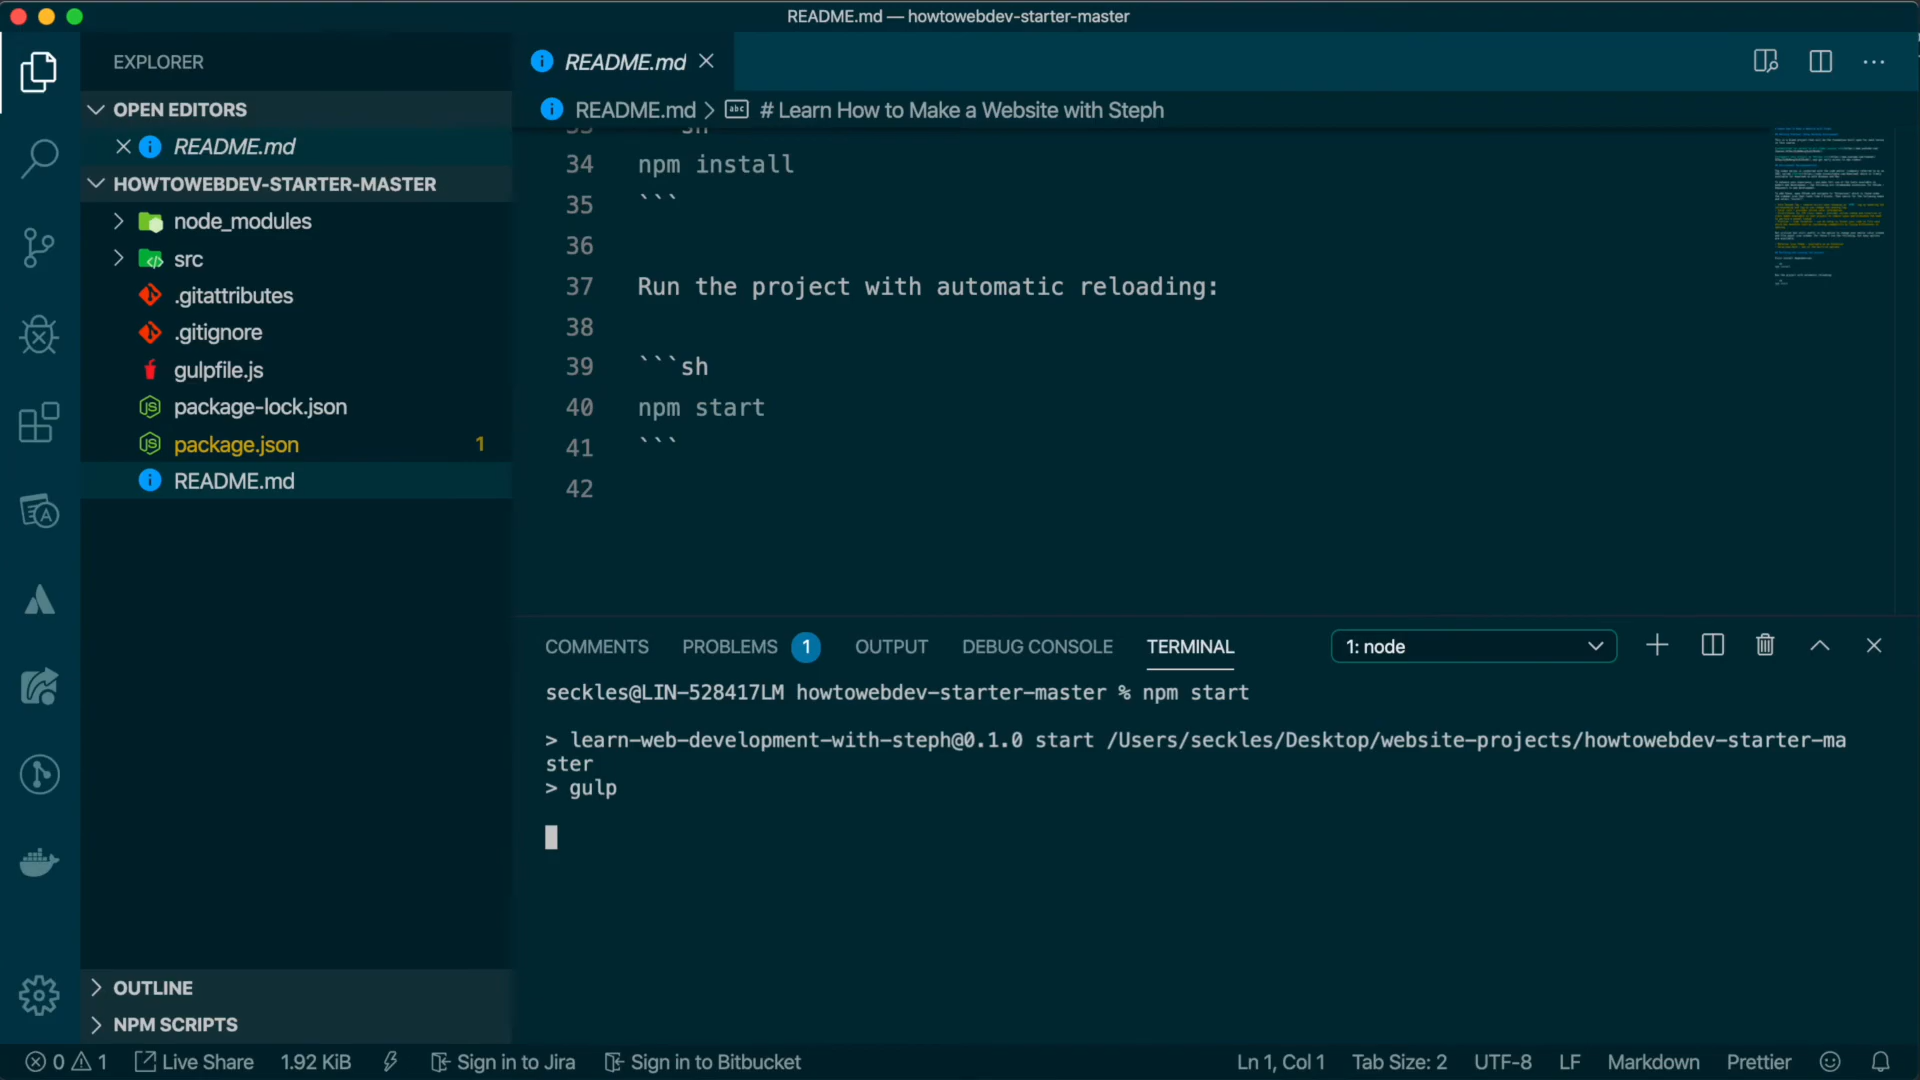 README.md — howtowebdev-starter-master
EXPLORER
README.md
OPEN EDITORS
README.md > # Learn How to Make a Website with Steph
README.md
HOWTOWEBDEV-STARTER-MASTER
node_modules
src
.gitattributes
.gitignore
gulpfile.js
package-lock.json
package.json 1
README.md
34 npm install
35 ```
36
37 Run the project with automatic reloading:
38
39 ```sh
40 npm start
41 ```
42
COMMENTS PROBLEMS 1 OUTPUT DEBUG CONSOLE TERMINAL 1: node
seckles@LIN-528417LM howtowebdev-starter-master % npm start
> learn-web-development-with-steph@0.1.0 start /Users/seckles/Desktop/website-projects/howtowebdev-starter-ma
ster
> gulp
OUTLINE
NPM SCRIPTS
0 1 Live Share 1.92 KiB Sign in to Jira Sign in to Bitbucket Ln 1, Col 1 Tab Size: 2 UTF-8 LF Markdown Prettier